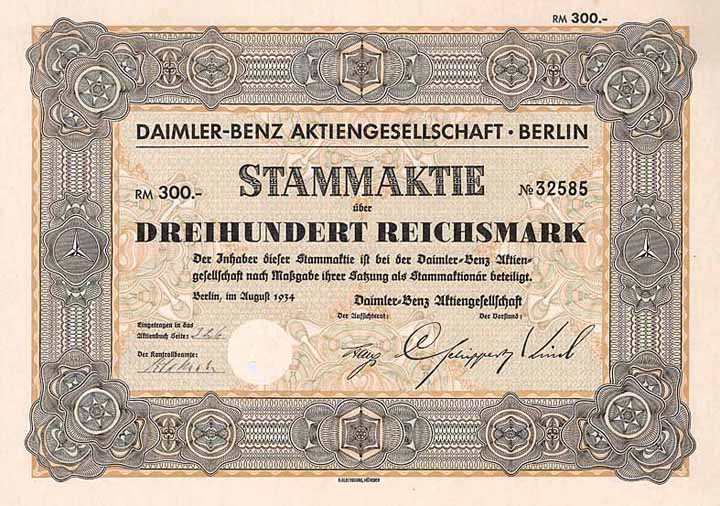 RM 300.-
DAIMLER-BENZ AKTIENGESELLSCHAFT · BERLIN
STAMMAKTIE
RM 300.-
№ 32585
über
DREIHUNDERT REICHSMARK
Der Inhaber dieser Stammaktie ist bei der Daimler-Benz Aktien-
gesellschaft nach Maßgabe ihrer Satzung als Stammaktionär beteiligt.
Berlin, im August 1934
Daimler-Benz Aktiengesellschaft
Der Aufsichtsrat:
Der Vorstand:
Eingetragen in das
Aktienbuch Seite:
Der Kontrollbeamte: